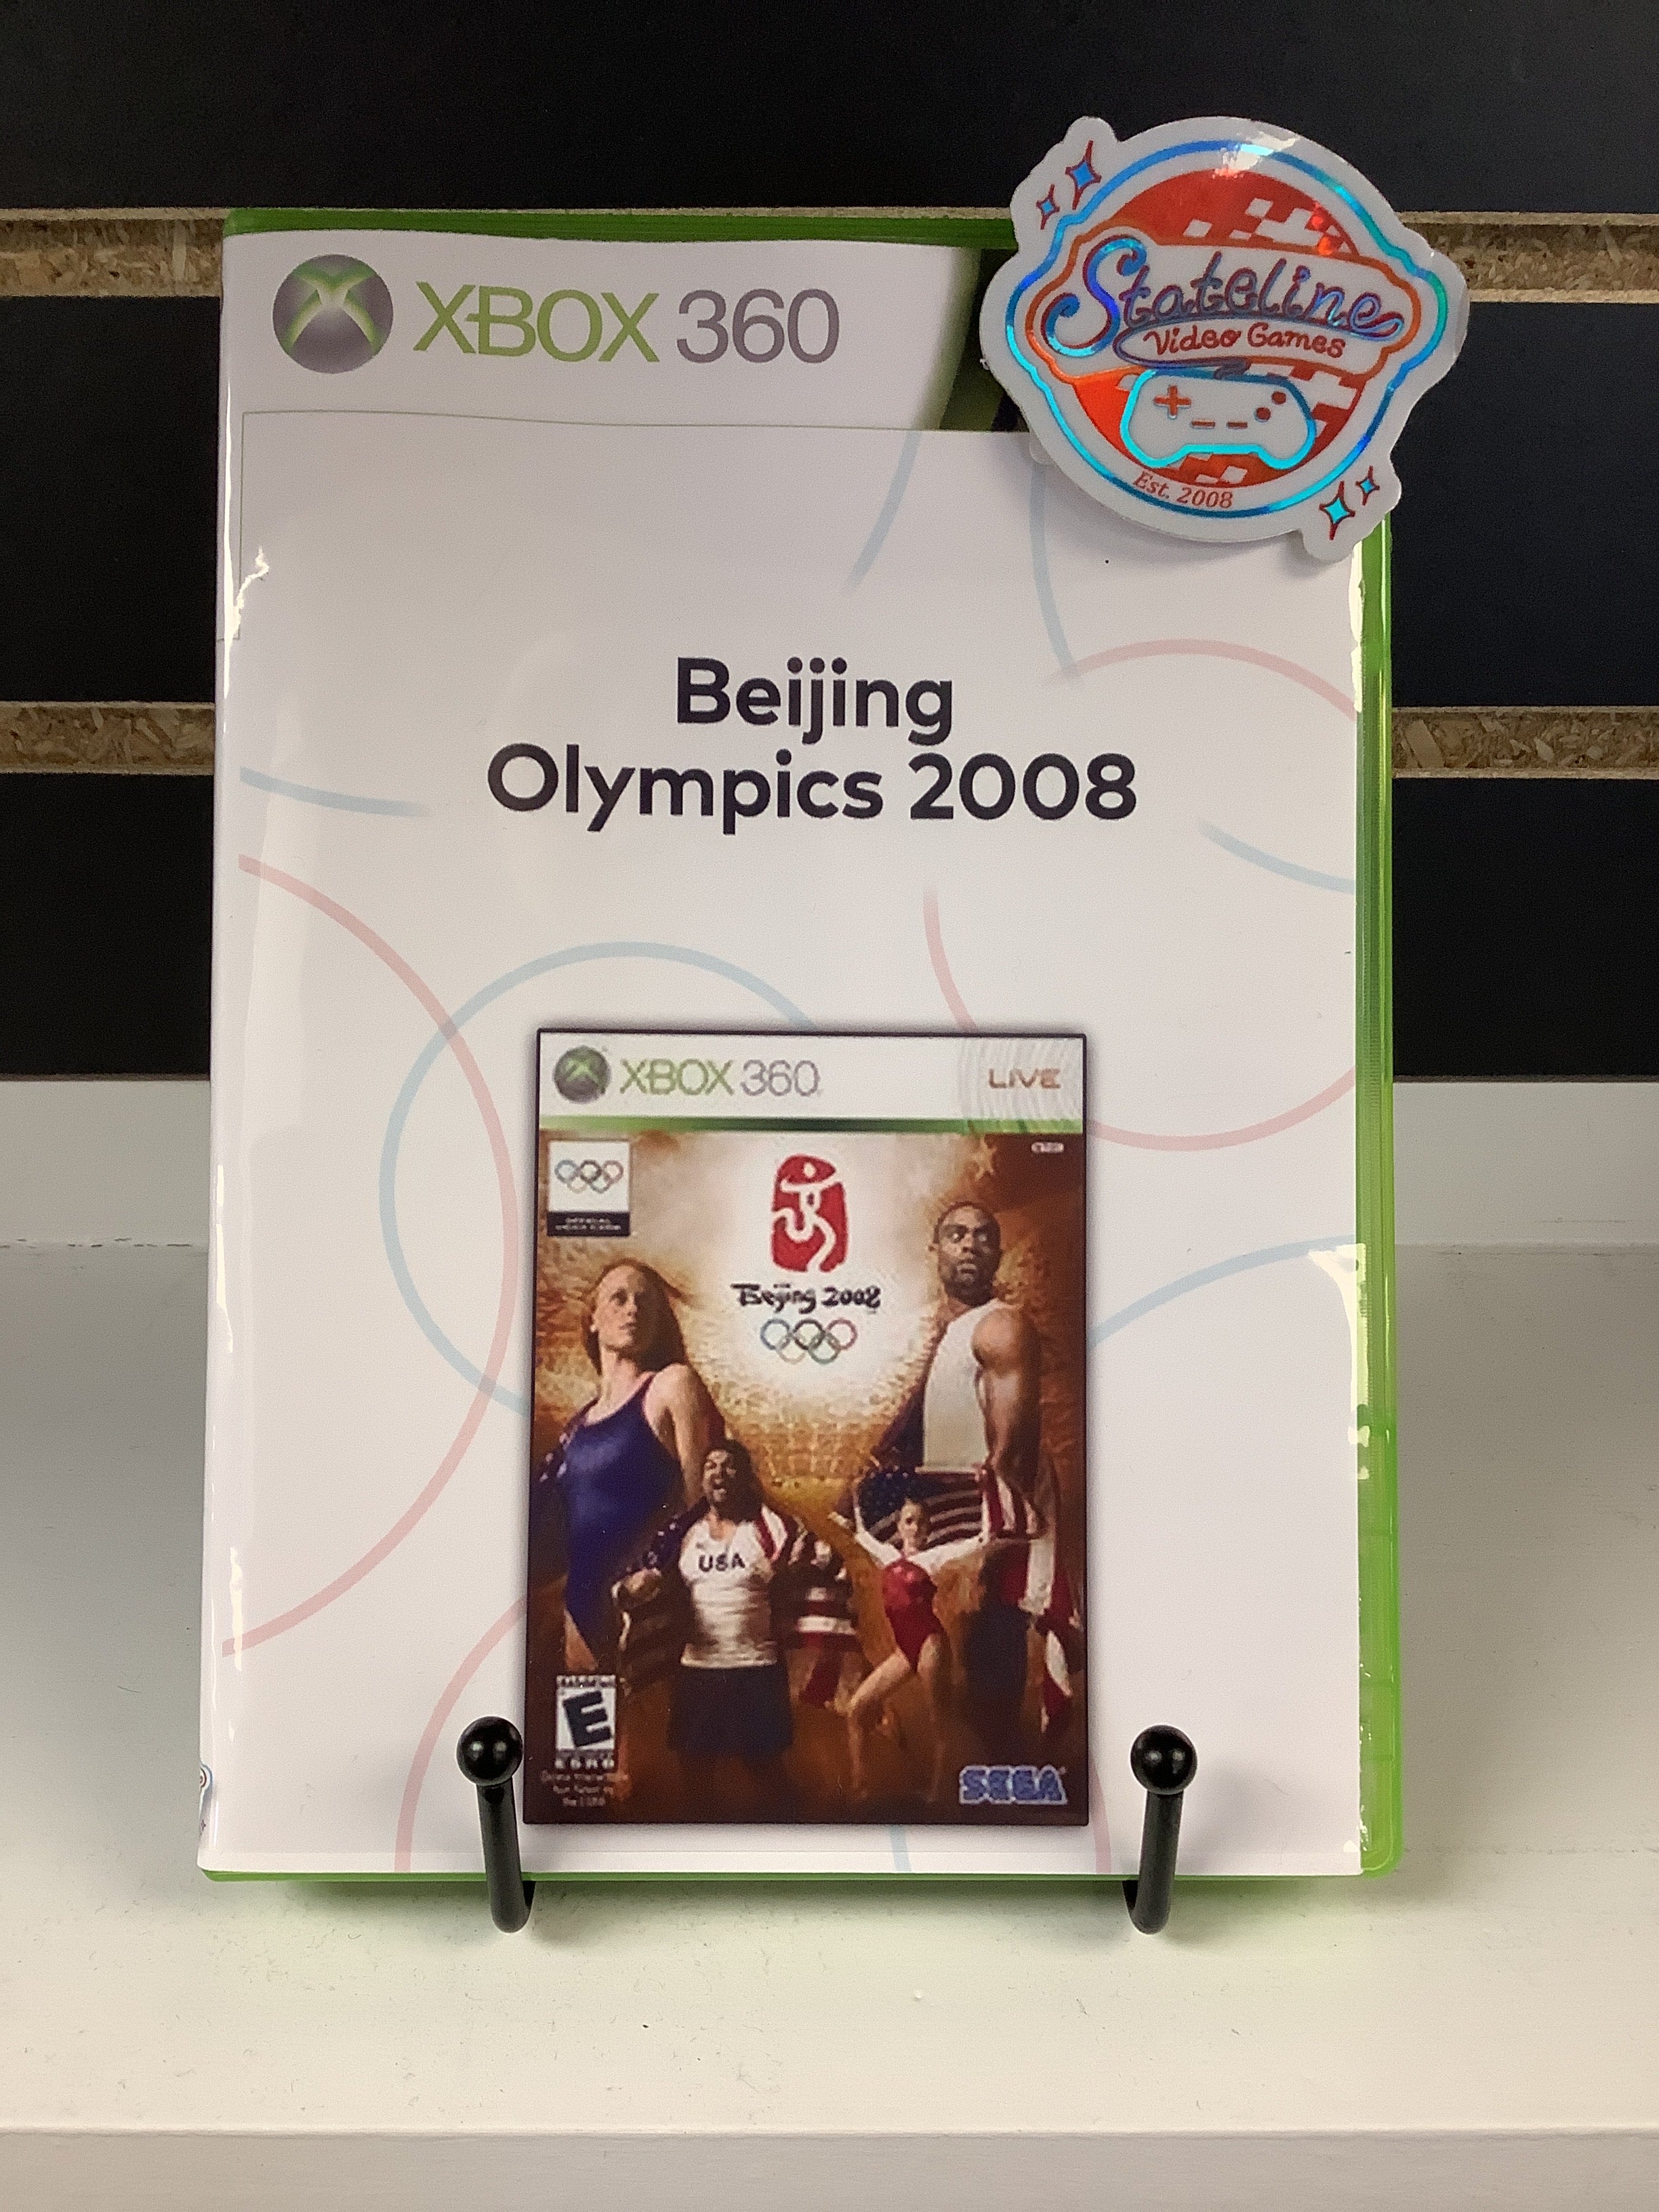 XBOX 360
Stateline
Video Games
Est. 2008
Beijing
Olympics 2008
XBOX 360
LIVE
Beijing 2008
USA
E
SEGA